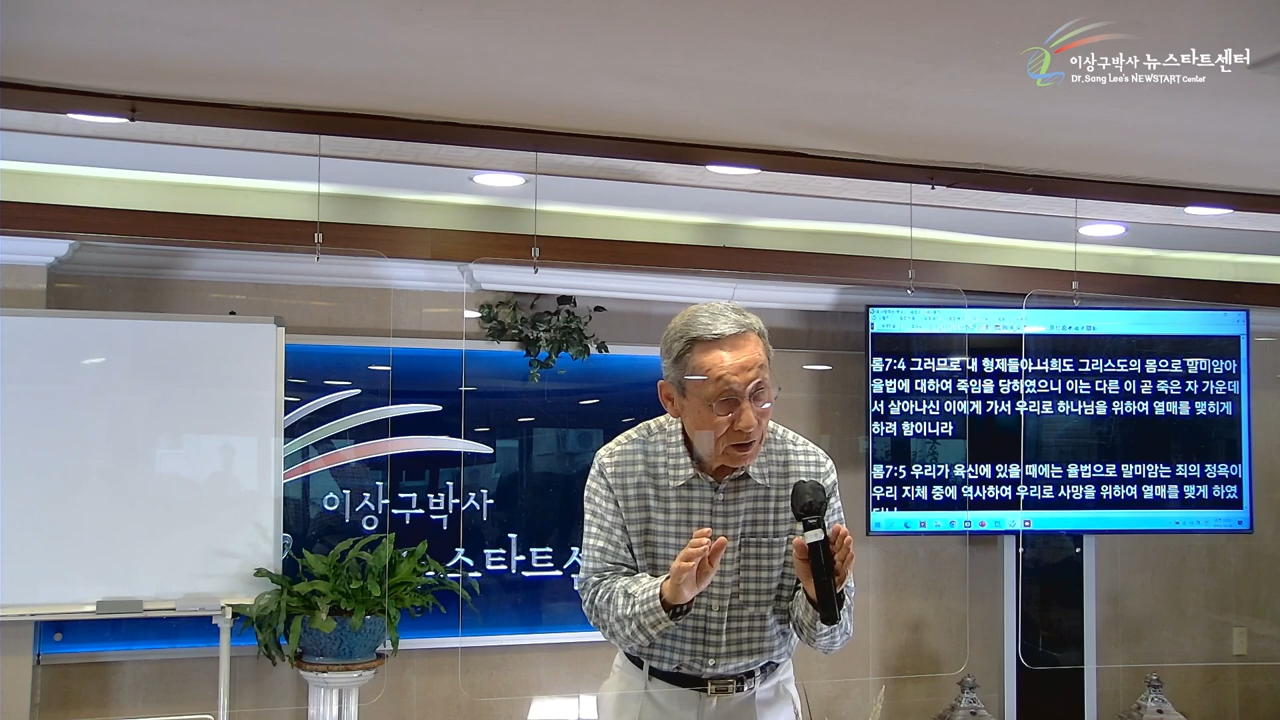 이상구박사 뉴스타트센터
Dr. Sang Lee's NEWSTART Center
롬7:4 그러므로 내 형제들아 너희도 그리스도의 몸으로 말미암아
율법에 대하여 죽임을 당하였으니 이는 다른 이 곧 죽은 자 가운데
서 살아나신 이에게 가서 우리로 하나님을 위하여 열매를 맺히게
하려 함이니라
롬7:5 우리가 육신에 있을 때에는 율법으로 말미암는 죄의 정욕이
우리 지체 중에 역사하여 우리로 사망을 위하여 열매를 맺게 하였
이상구박사
스타트센